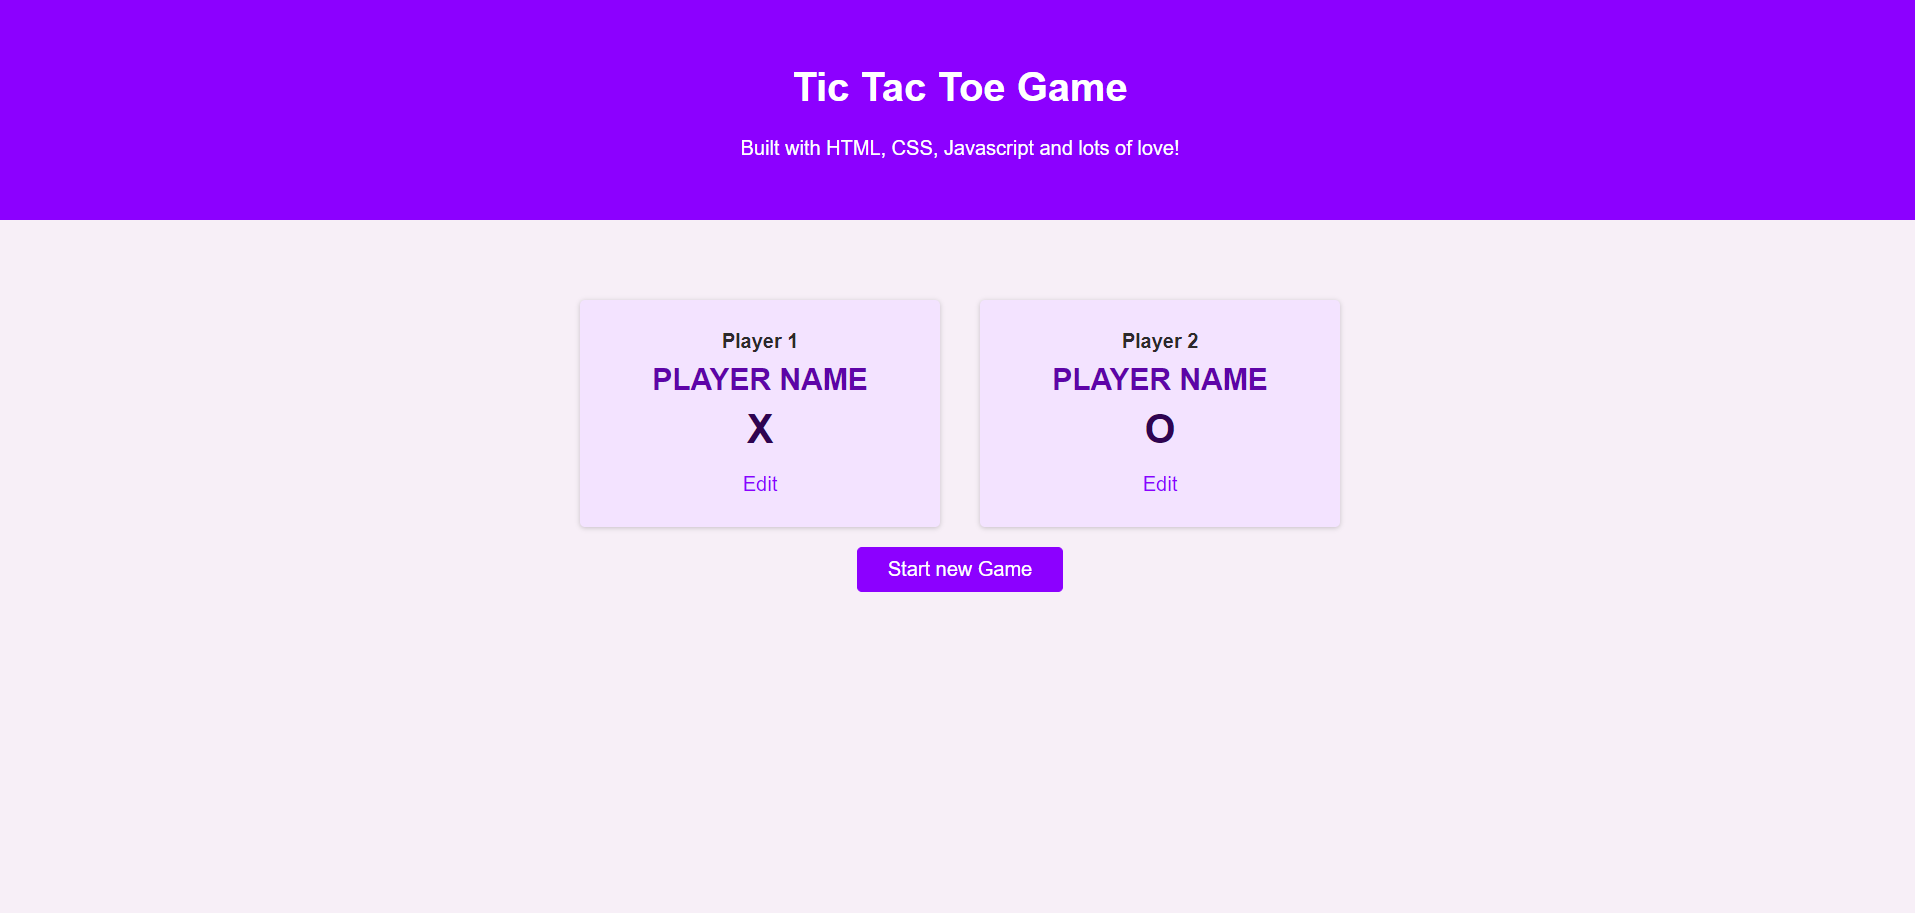 Tic Tac Toe Game
Built with HTML, CSS, Javascript and lots of love!
Player 1
PLAYER NAME
X
Edit
Player 2
PLAYER NAME
O
Edit
Start new Game